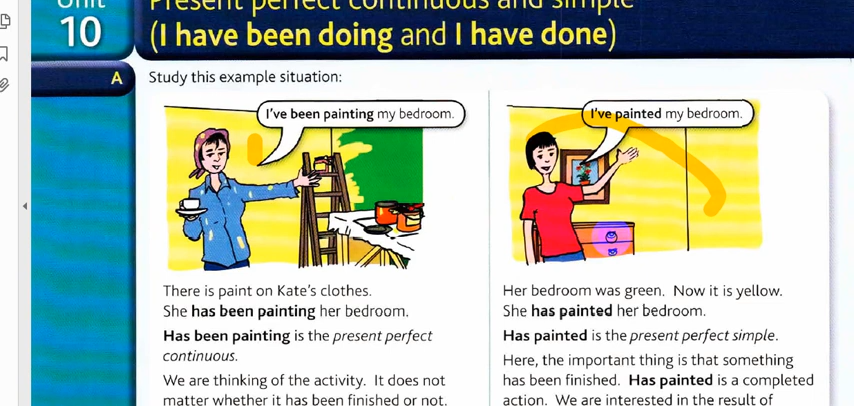 Unit
10
Present perfect continuous and simple
(I have been doing and I have done)
A
Study this example situation:
I've been painting my bedroom.
There is paint on Kate's clothes.
She has been painting her bedroom.
Has been painting is the present perfect
continuous.
We are thinking of the activity. It does not
matter whether it has been finished or not.
I've painted my bedroom.
Her bedroom was green. Now it is yellow.
She has painted her bedroom.
Has painted is the present perfect simple.
Here, the important thing is that something
has been finished. Has painted is a completed
action. We are interested in the result of